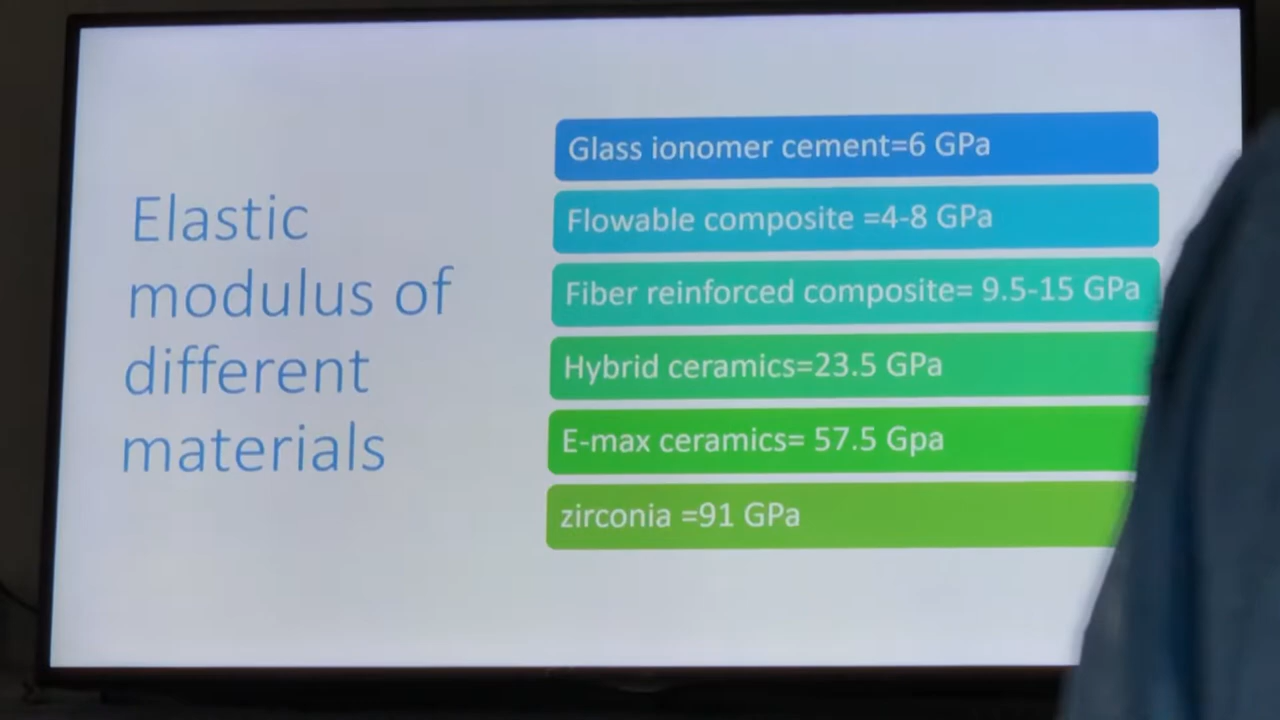 Elastic
modulus of
different
materials
Glass ionomer cement=6 GPa
Flowable composite =4-8 GPa
Fiber reinforced composite= 9.5-15 GPa
Hybrid ceramics=23.5 GPa
E-max ceramics= 57.5 Gpa
zirconia =91 GPa